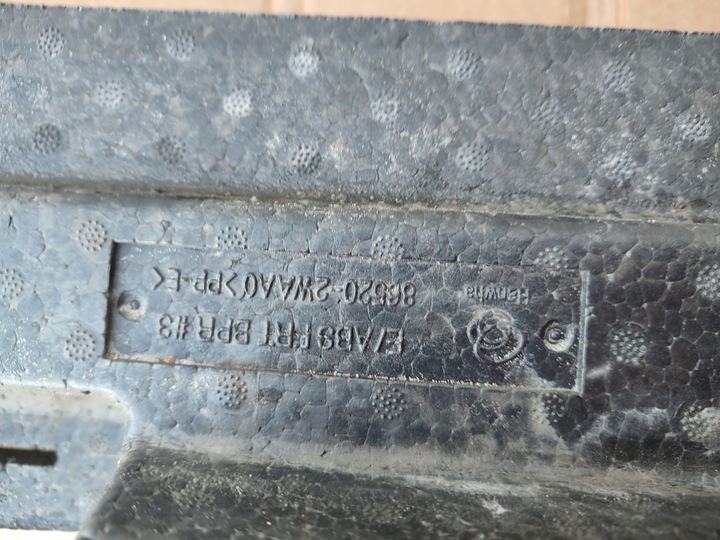 E/ABS FRT BPR #3
86520-2WAA0 >PP-E<
Hanwha